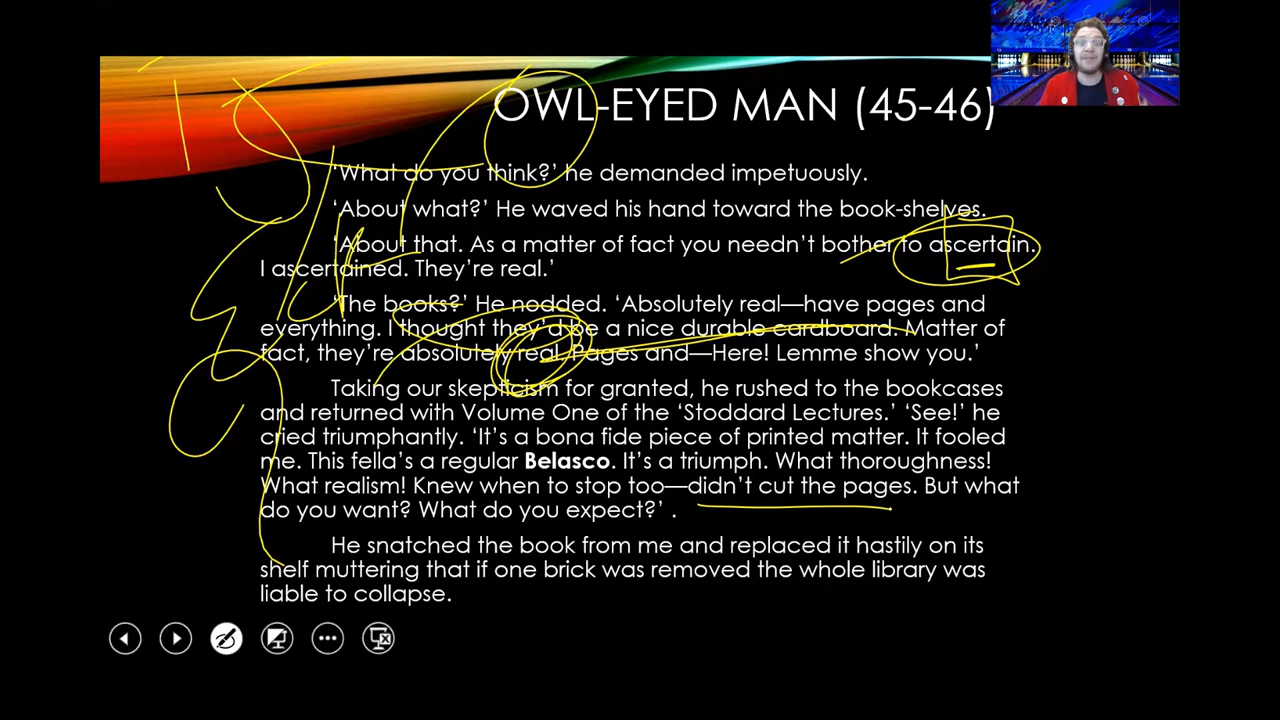 OWL-EYED MAN (45-46)
‘What do you think?’ he demanded impetuously.
‘About what?’ He waved his hand toward the book-shelves.
‘About that. As a matter of fact you needn’t bother to ascertain.
I ascertained. They’re real.’
‘The books?’ He nodded. ‘Absolutely real—have pages and
everything. I thought they’d be a nice durable cardboard. Matter of
fact, they’re absolutely real. Pages and—Here! Lemme show you.’
Taking our skepticism for granted, he rushed to the bookcases
and returned with Volume One of the ‘Stoddard Lectures.’ ‘See!’ he
cried triumphantly. ‘It’s a bona fide piece of printed matter. It fooled
me. This fella’s a regular Belasco. It’s a triumph. What thoroughness!
What realism! Knew when to stop too—didn’t cut the pages. But what
do you want? What do you expect?’ .
He snatched the book from me and replaced it hastily on its
shelf muttering that if one brick was removed the whole library was
liable to collapse.